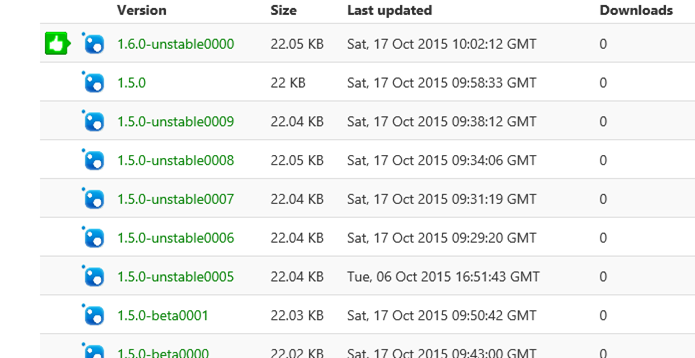 Version Size Last updated Downloads
1.6.0-unstable0000 22.05 KB Sat, 17 Oct 2015 10:02:12 GMT 0
1.5.0 22 KB Sat, 17 Oct 2015 09:58:33 GMT 0
1.5.0-unstable0009 22.04 KB Sat, 17 Oct 2015 09:38:12 GMT 0
1.5.0-unstable0008 22.05 KB Sat, 17 Oct 2015 09:34:06 GMT 0
1.5.0-unstable0007 22.04 KB Sat, 17 Oct 2015 09:31:19 GMT 0
1.5.0-unstable0006 22.04 KB Sat, 17 Oct 2015 09:29:20 GMT 0
1.5.0-unstable0005 22.04 KB Tue, 06 Oct 2015 16:51:43 GMT 0
1.5.0-beta0001 22.03 KB Sat, 17 Oct 2015 09:50:42 GMT 0
1.5.0-beta0000 22.02 KB Sat, 17 Oct 2015 09:43:00 GMT 0